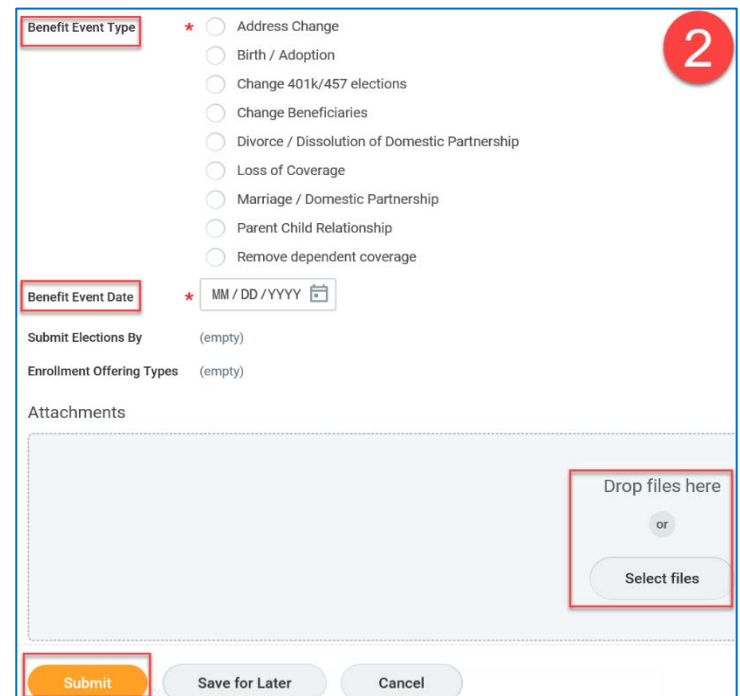 Benefit Event Type * Address Change
2
Birth / Adoption
Change 401k/457 elections
Change Beneficiaries
Divorce / Dissolution of Domestic Partnership
Loss of Coverage
Marriage / Domestic Partnership
Parent Child Relationship
Remove dependent coverage
Benefit Event Date * MM / DD / YYYY
Submit Elections By (empty)
Enrollment Offering Types (empty)
Attachments
Drop files here
or
Select files
Submit Save for Later Cancel